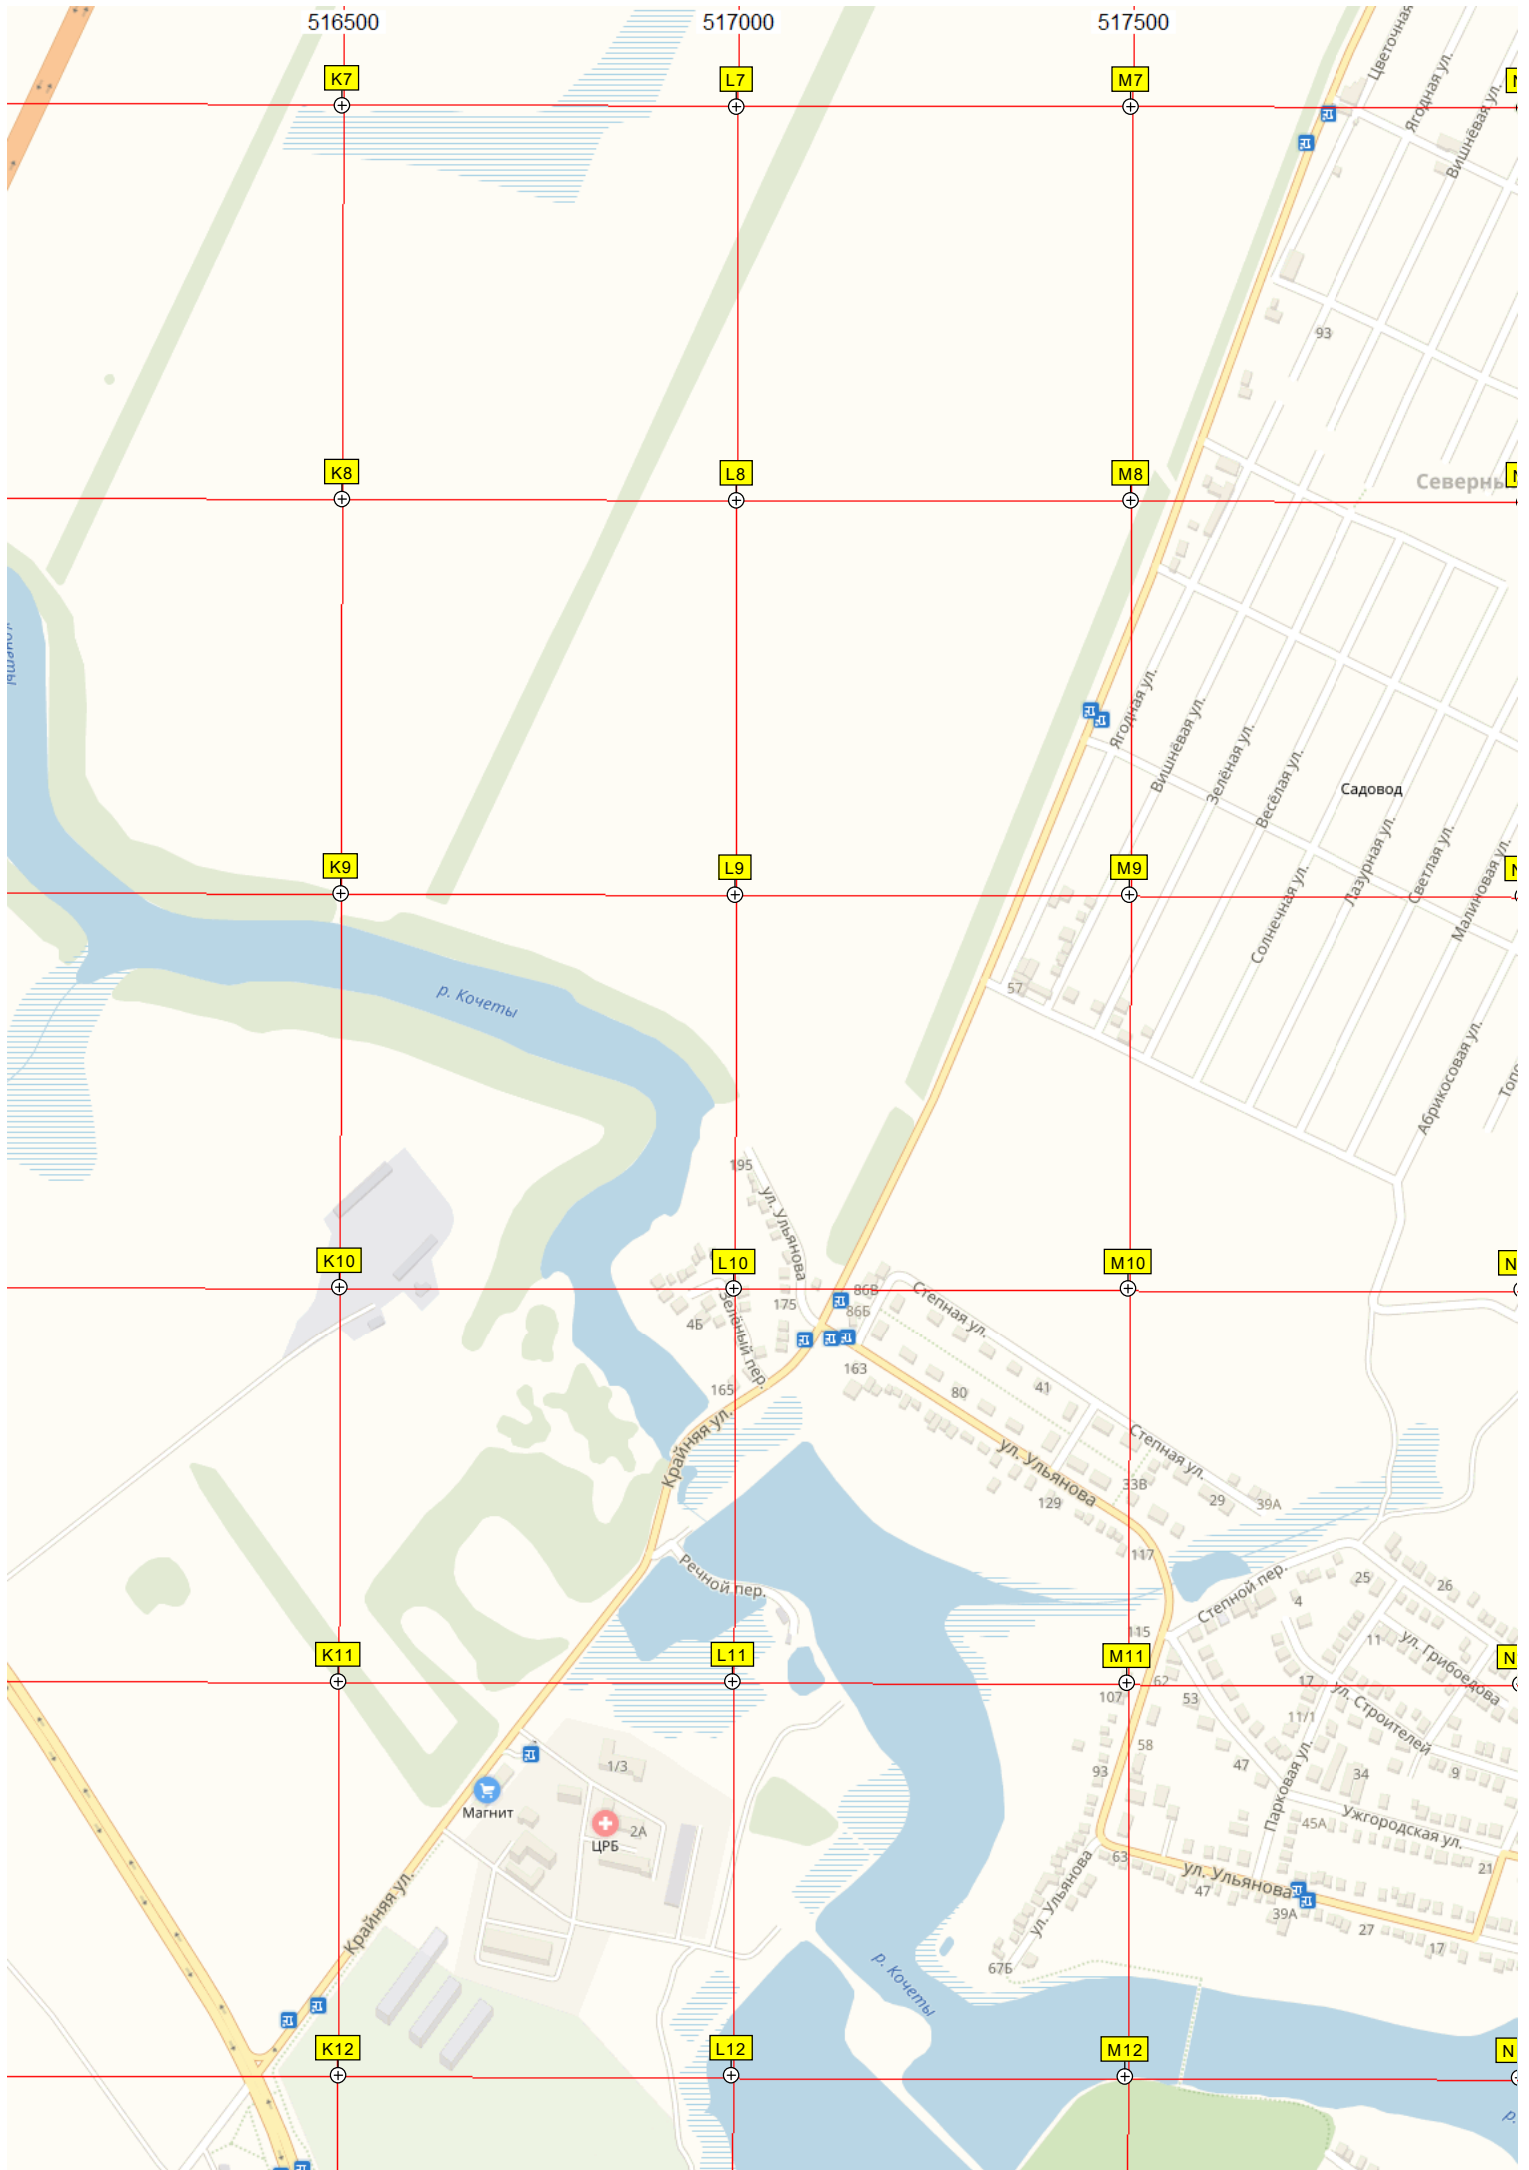 516500
517000
517500
K7
L7
M7
Цветочная
Ягодная ул.
Вишнёвая ул.
93
K8
L8
M8
Ягодная ул.
Вишнёвая ул.
Зелёная ул.
Весёлая ул.
Садовод
Солнечная ул.
Лазурная ул.
Светлая ул.
Малиновая ул.
K9
L9
M9
р. Кочеты
57
Абрикосовая ул.
195
ул. Ульянова
K10
L10
M10
N
175
86В
86Б
4Б
Зелёный пер.
Степная ул.
163
165
80
41
Крайняя ул.
ул. Ульянова
Степная ул.
33В
129
29
39А
117
Речной пер.
Степной пер.
25
26
4
115
11
ул. Грибоедова
K11
L11
M11
N
62
17
107
53
ул. Строителей
11/1
58
47
1/3
93
34
9
Магнит
Парковая ул.
Ужгородская ул.
45А
2А
ЦРБ
63
21
ул. Ульянова
ул. Ульянова
47
39А
27
17
Крайняя ул.
67Б
р. Кочеты
K12
L12
M12
N